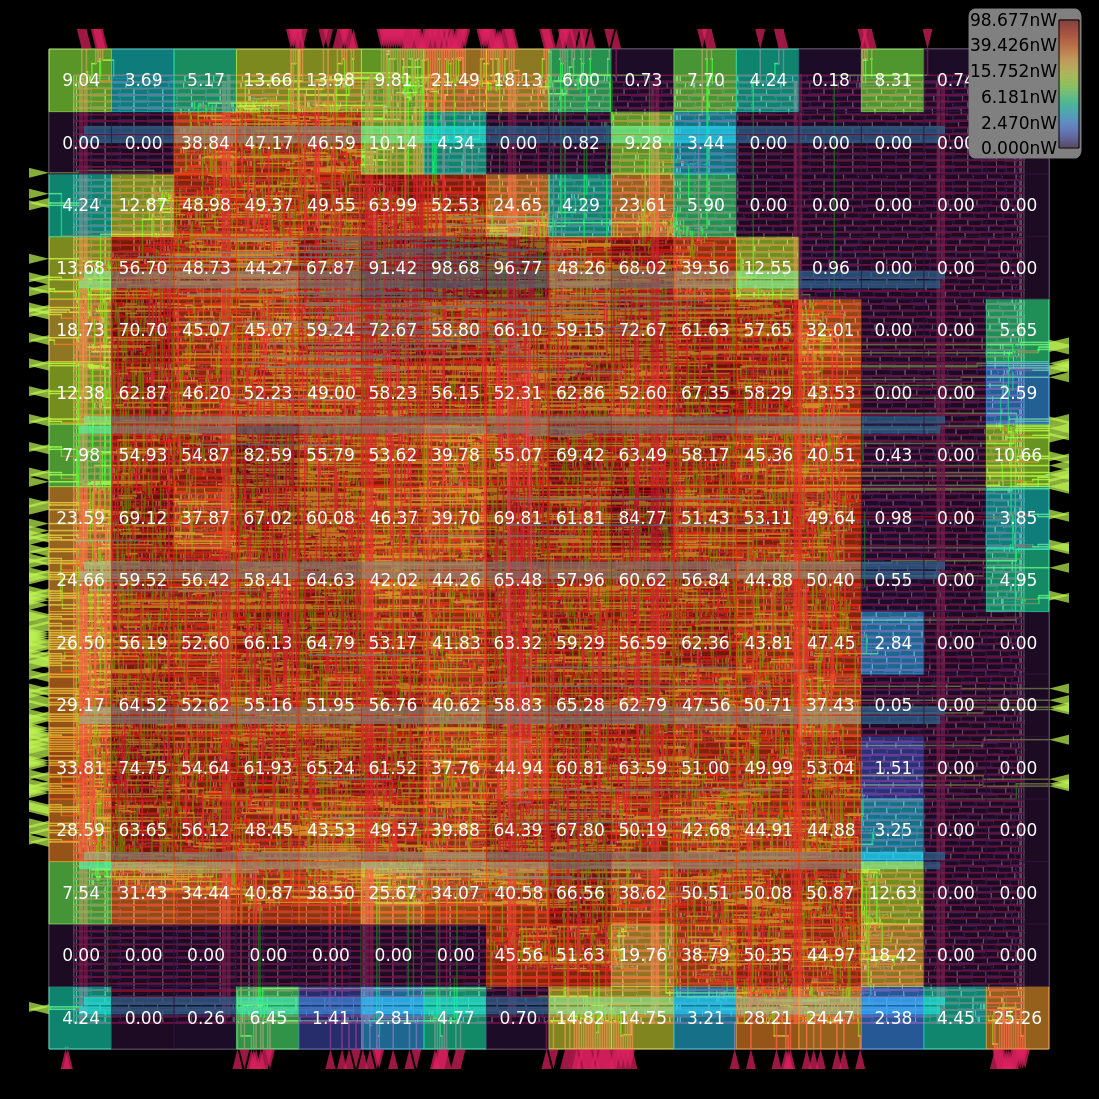 98.677nW
39.426nW
15.752nW
6.181nW
2.470nW
0.000nW
9.04 3.69 5.17 13.66 13.98 9.81 21.49 18.13 6.00 0.73 7.70 4.24 0.18 8.31 0.74
0.00 0.00 38.84 47.17 46.59 10.14 4.34 0.00 0.82 9.28 3.44 0.00 0.00 0.00 0.00
4.24 12.87 48.98 49.37 49.55 63.99 52.53 24.65 4.29 23.61 5.90 0.00 0.00 0.00 0.00 0.00
13.68 56.70 48.73 44.27 67.87 91.42 98.68 96.77 48.26 68.02 39.56 12.55 0.96 0.00 0.00 0.00
18.73 70.70 45.07 45.07 59.24 72.67 58.80 66.10 59.15 72.67 61.63 57.65 32.01 0.00 0.00 5.65
12.38 62.87 46.20 52.23 49.00 58.23 56.15 52.31 62.86 52.60 67.35 58.29 43.53 0.00 0.00 2.59
7.98 54.93 54.87 82.59 55.79 53.62 39.78 55.07 69.42 63.49 58.17 45.36 40.51 0.43 0.00 10.66
23.59 69.12 37.87 67.02 60.08 46.37 39.70 69.81 61.81 84.77 51.43 53.11 49.64 0.98 0.00 3.85
24.66 59.52 56.42 58.41 64.63 42.02 44.26 65.48 57.96 60.62 56.84 44.88 50.40 0.55 0.00 4.95
26.50 56.19 52.60 66.13 64.79 53.17 41.83 63.32 59.29 56.59 62.36 43.81 47.45 2.84 0.00 0.00
29.17 64.52 52.62 55.16 51.95 56.76 40.62 58.83 65.28 62.79 47.56 50.71 37.43 0.05 0.00 0.00
33.81 74.75 54.64 61.93 65.24 61.52 37.76 44.94 60.81 63.59 51.00 49.99 53.04 1.51 0.00 0.00
28.59 63.65 56.12 48.45 43.53 49.57 39.88 64.39 67.80 50.19 42.68 44.91 44.88 3.25 0.00 0.00
7.54 31.43 34.44 40.87 38.50 25.67 34.07 40.58 66.56 38.62 50.51 50.08 50.87 12.63 0.00 0.00
0.00 0.00 0.00 0.00 0.00 0.00 0.00 45.56 51.63 19.76 38.79 50.35 44.97 18.42 0.00 0.00
4.24 0.00 0.26 6.45 1.41 2.81 4.77 0.70 14.82 14.75 3.21 28.21 24.47 2.38 4.45 25.26